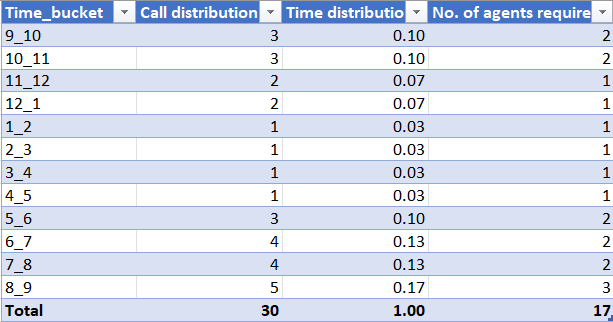 Time_bucket Call distribution Time distributio No. of agents require
9_10 3 0.10 2
10_11 3 0.10 2
11_12 2 0.07 1
12_1 2 0.07 1
1_2 1 0.03 1
2_3 1 0.03 1
3_4 1 0.03 1
4_5 1 0.03 1
5_6 3 0.10 2
6_7 4 0.13 2
7_8 4 0.13 2
8_9 5 0.17 3
Total 30 1.00 17